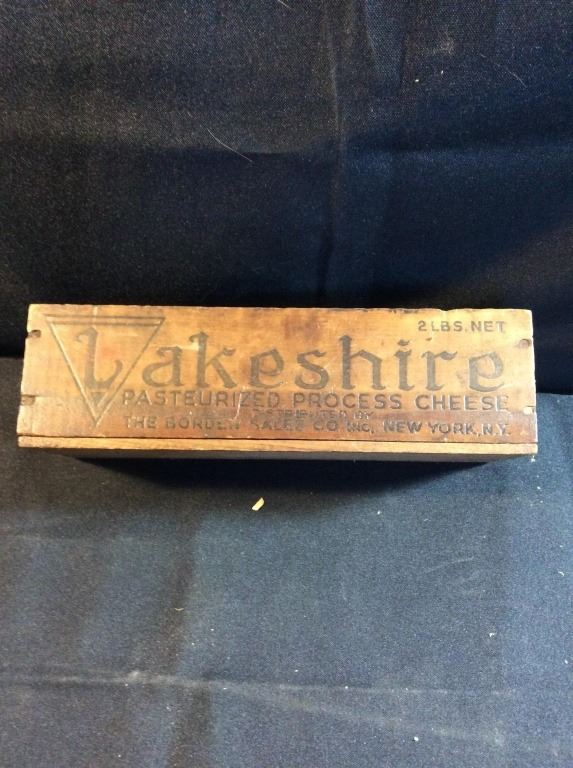 2 LBS. NET
Lakeshire
PASTEURIZED PROCESS CHEESE
DISTRIBUTED BY
THE BORDEN SALES CO. INC. NEW YORK, N.Y.